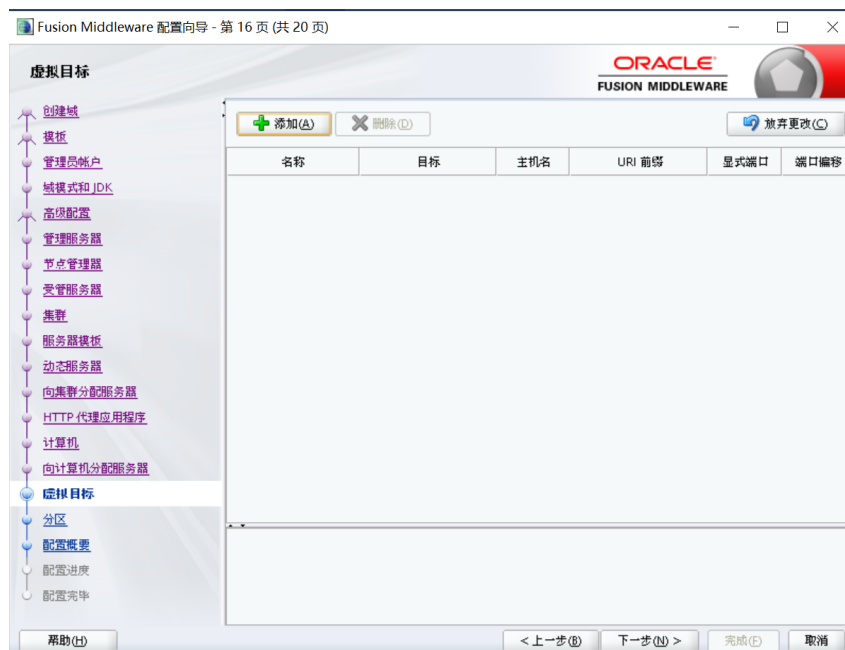 Fusion Middleware 配置向导 - 第 16 页 (共 20 页)
虚拟目标
ORACLE
FUSION MIDDLEWARE
创建域
模板
管理员帐户
域模式和 JDK
高级配置
管理服务器
节点管理器
受管服务器
集群
服务器模板
动态服务器
向集群分配服务器
HTTP 代理应用程序
计算机
向计算机分配服务器
虚拟目标
分区
配置概要
配置进度
配置完毕
添加(A) 删除(D) 放弃更改(C)
名称 目标 主机名 URI 前缀 显式端口 端口偏移
帮助(H) < 上一步(B) 下一步(N) > 完成(F) 取消